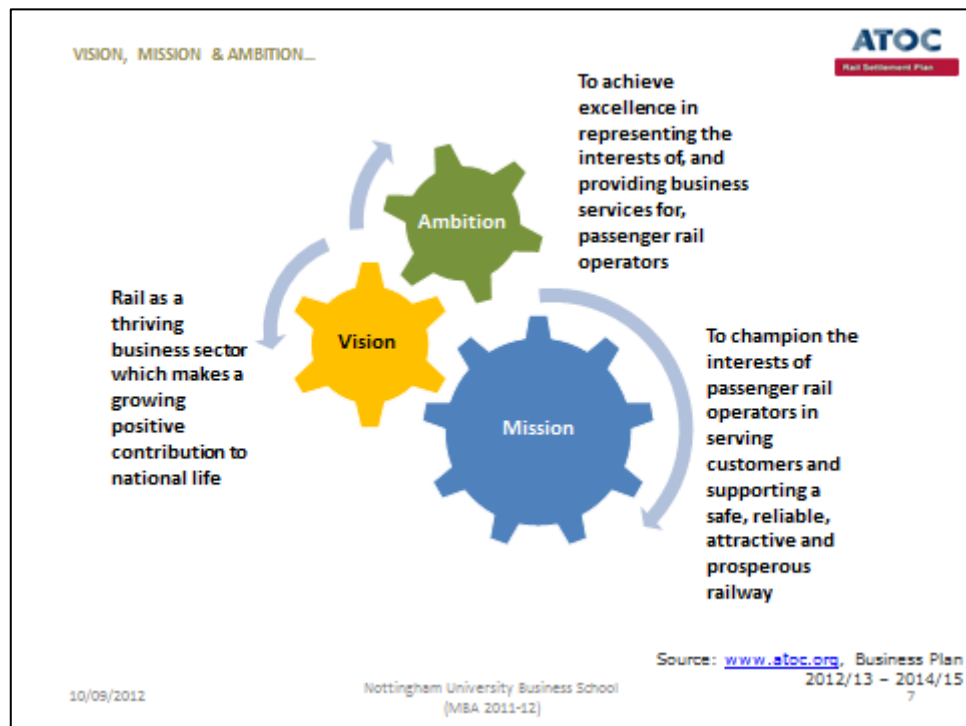 VISION, MISSION & AMBITION...
ATOC
Rail Settlement Plan
To achieve
excellence in
representing the
interests of, and
providing business
services for,
passenger rail
operators
Ambition
Rail as a
thriving
business sector
which makes a
growing
positive
contribution to
national life
Vision
Mission
To champion the
interests of
passenger rail
operators in
serving
customers and
supporting a
safe, reliable,
attractive and
prosperous
railway
Source: www.atoc.org, Business Plan
2012/13 – 2014/15
10/09/2012
Nottingham University Business School
(MBA 2011-12)
7